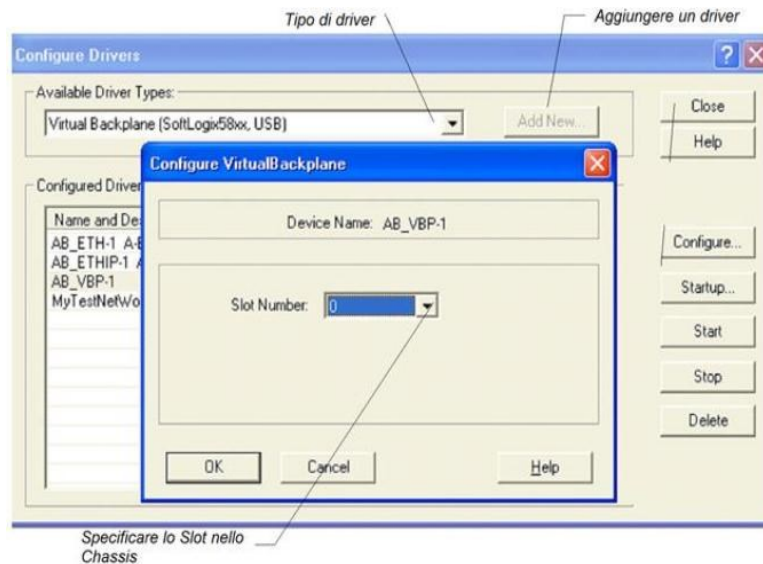 Tipo di driver
Aggiungere un driver
Configure Drivers
Available Driver Types:
Virtual Backplane (SoftLogix58xx, USB)
Add New...
Close
Help
Configure VirtualBackplane
Configured Driver
Device Name: AB_VBP-1
Name and De
AB_ETH-1 A-B
AB_ETHIP-1
AB_VBP-1
MyTestNetWo
Configure...
Slot Number: 0
Startup...
Start
Stop
Delete
OK
Cancel
Help
Specificare lo Slot nello
Chassis